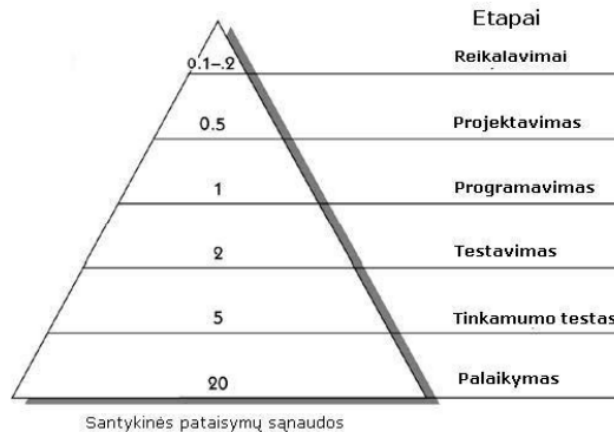 Etapai
0.1–.2 Reikalavimai
0.5 Projektavimas
1 Programavimas
2 Testavimas
5 Tinkamumo testas
20 Palaikymas
Santykinės pataisymų sąnaudos